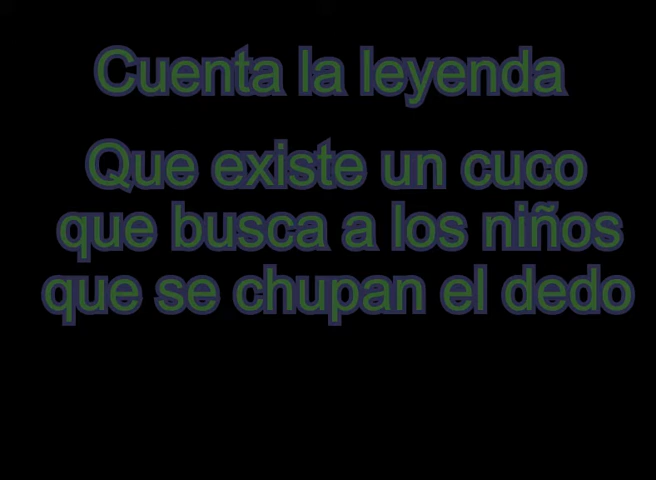 Cuenta la leyenda
Que existe un cuco
que busca a los niños
que se chupan el dedo